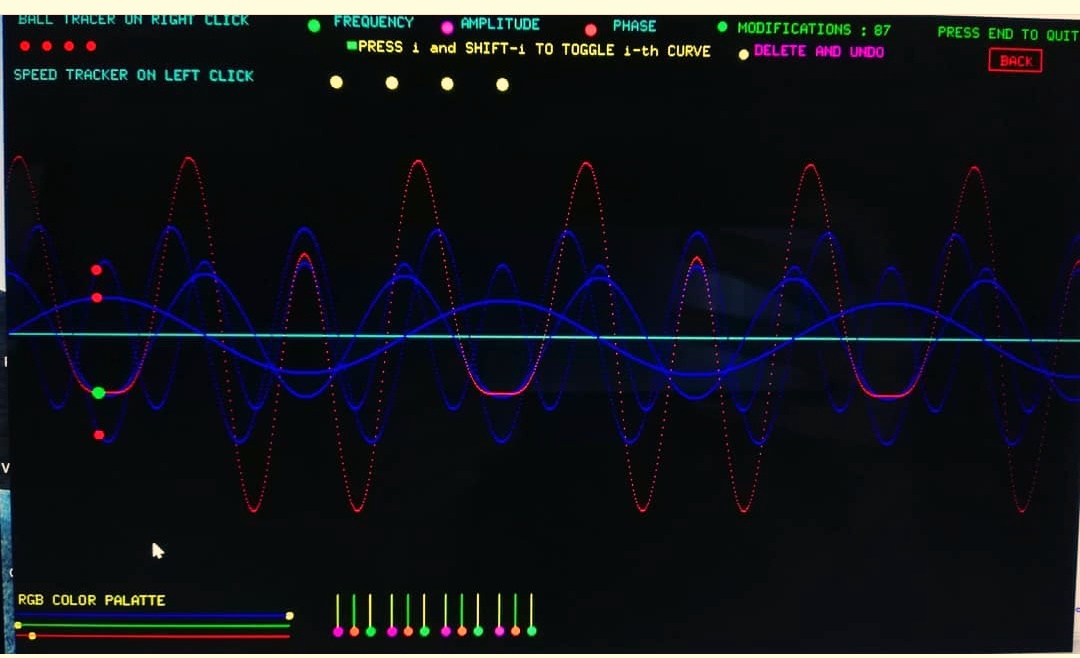 BALL TRACER ON RIGHT CLICK
FREQUENCY
AMPLITUDE
PHASE
MODIFICATIONS : 87
PRESS END TO QUIT
PRESS i and SHIFT-i TO TOGGLE i-th CURVE
DELETE AND UNDO
BACK
SPEED TRACKER ON LEFT CLICK
RGB COLOR PALATTE